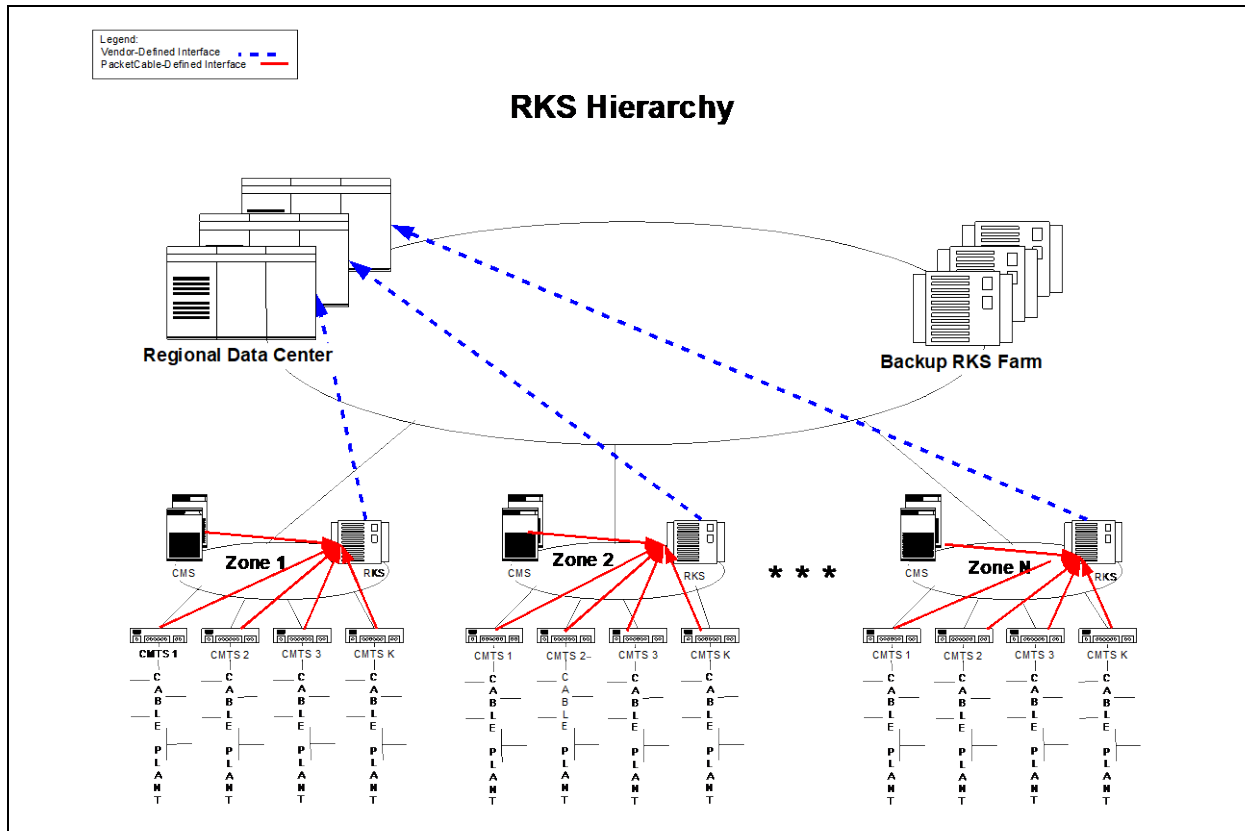 Legend:
Vendor-Defined Interface
PacketCable-Defined Interface
RKS Hierarchy
Regional Data Center
Backup RKS Farm
CMS
Zone 1
RKS
CMS
Zone 2
RKS
* * *
CMS
Zone N
RKS
CMTS 1
CMTS 2
CMTS 3
CMTS K
CMTS 1
CMTS 2
CMTS 3
CMTS K
CMTS 1
CMTS 2
CMTS 3
CMTS K
CABLE PLANT
CABLE PLANT
CABLE PLANT
CABLE PLANT
CABLE PLANT
CABLE PLANT
CABLE PLANT
CABLE PLANT
CABLE PLANT
CABLE PLANT
CABLE PLANT
CABLE PLANT